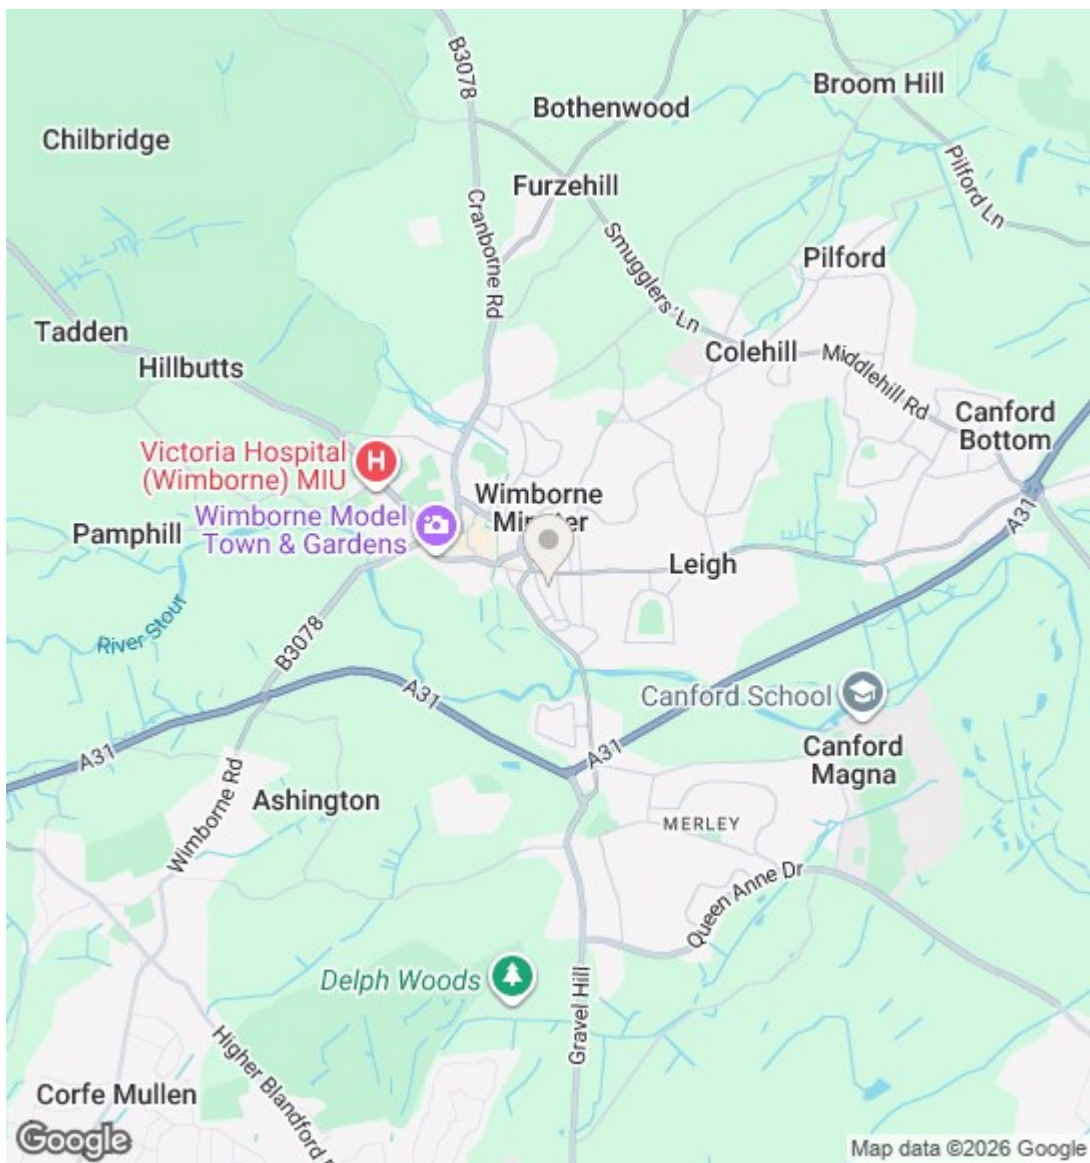 B3078
Broom Hill
Bothenwood
Chilbridge
Furzehill
Pilford Ln
Cranborne Rd
Smugglers' Ln
Pilford
Tadden
Hillbutts
Colehill
Middlehill Rd
Canford
Bottom
Victoria Hospital
(Wimborne) MIU
H
Wimborne
Minster
Wimborne Model
Town & Gardens
Pamphill
A31
Leigh
River Stour
B3078
A31
Canford School
A31
A31
Canford
Magna
Ashington
Wimborne Rd
MERLEY
Queen Anne Dr
Delph Woods
Gravel Hill
Higher Blandford
Corfe Mullen
Google
Map data ©2026 Google